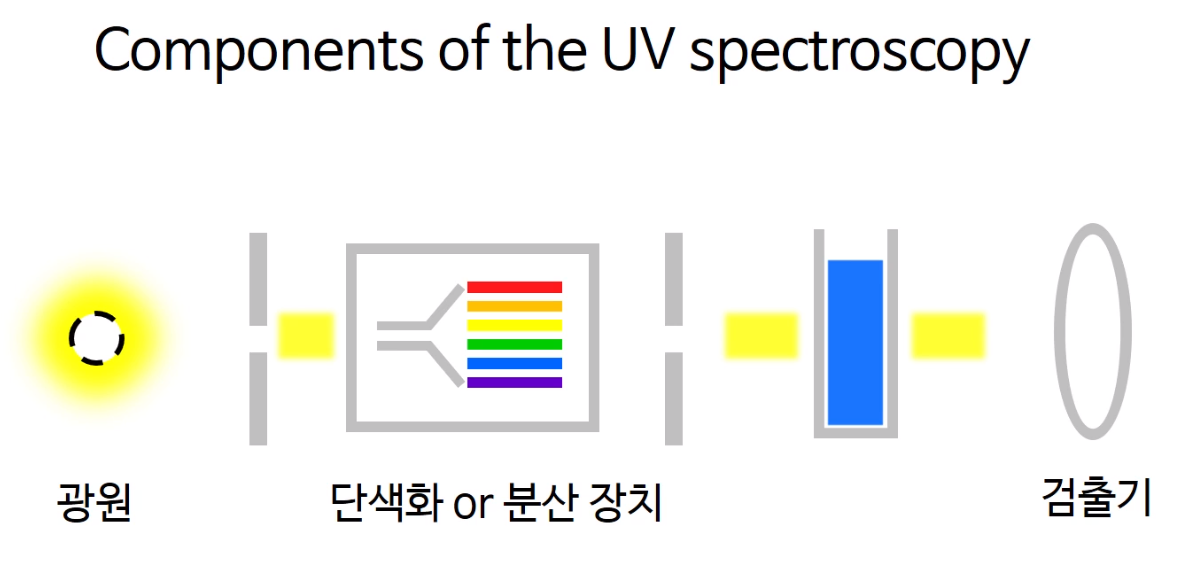 Components of the UV spectroscopy
광원
단색화 or 분산 장치
검출기